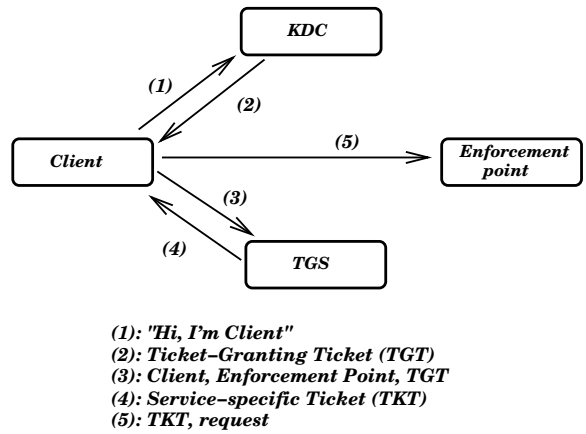 KDC
(1)
(2)
Client
(5)
Enforcement
point
(3)
(4)
TGS
(1): "Hi, I'm Client"
(2): Ticket–Granting Ticket (TGT)
(3): Client, Enforcement Point, TGT
(4): Service–specific Ticket (TKT)
(5): TKT, request